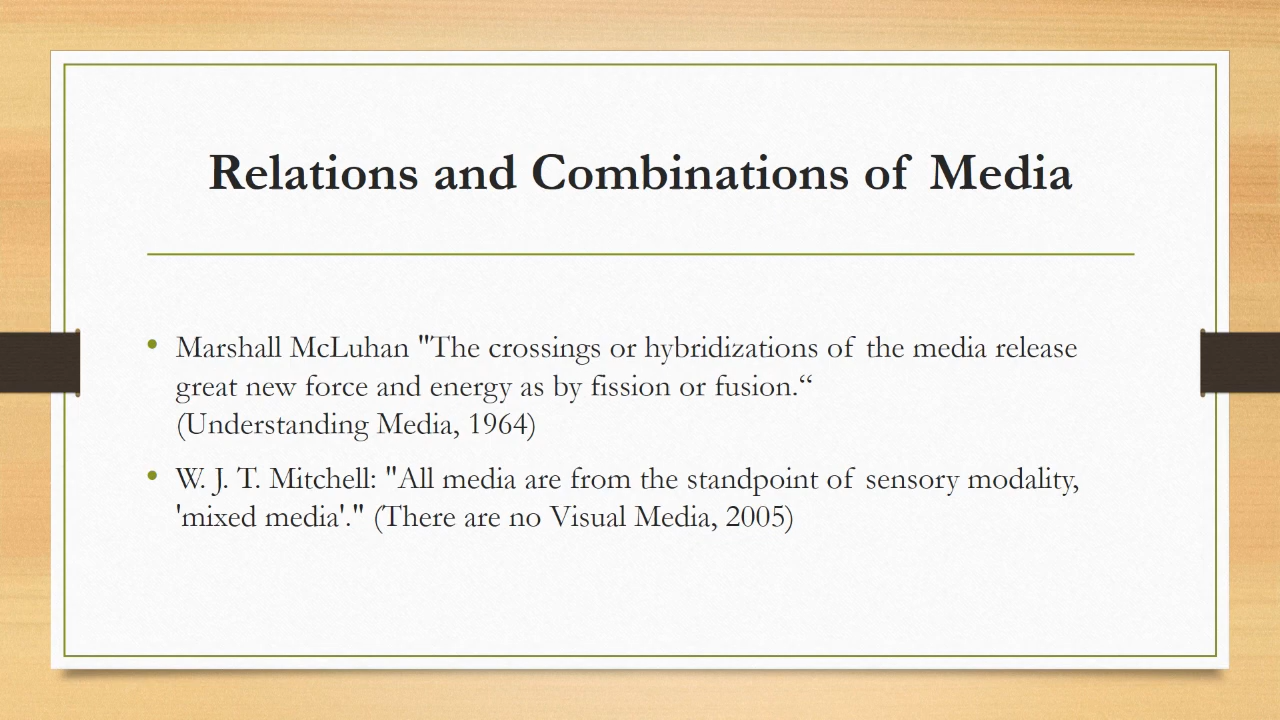 Relations and Combinations of Media
• Marshall McLuhan "The crossings or hybridizations of the media release
great new force and energy as by fission or fusion.“
(Understanding Media, 1964)
• W. J. T. Mitchell: "All media are from the standpoint of sensory modality,
'mixed media'." (There are no Visual Media, 2005)